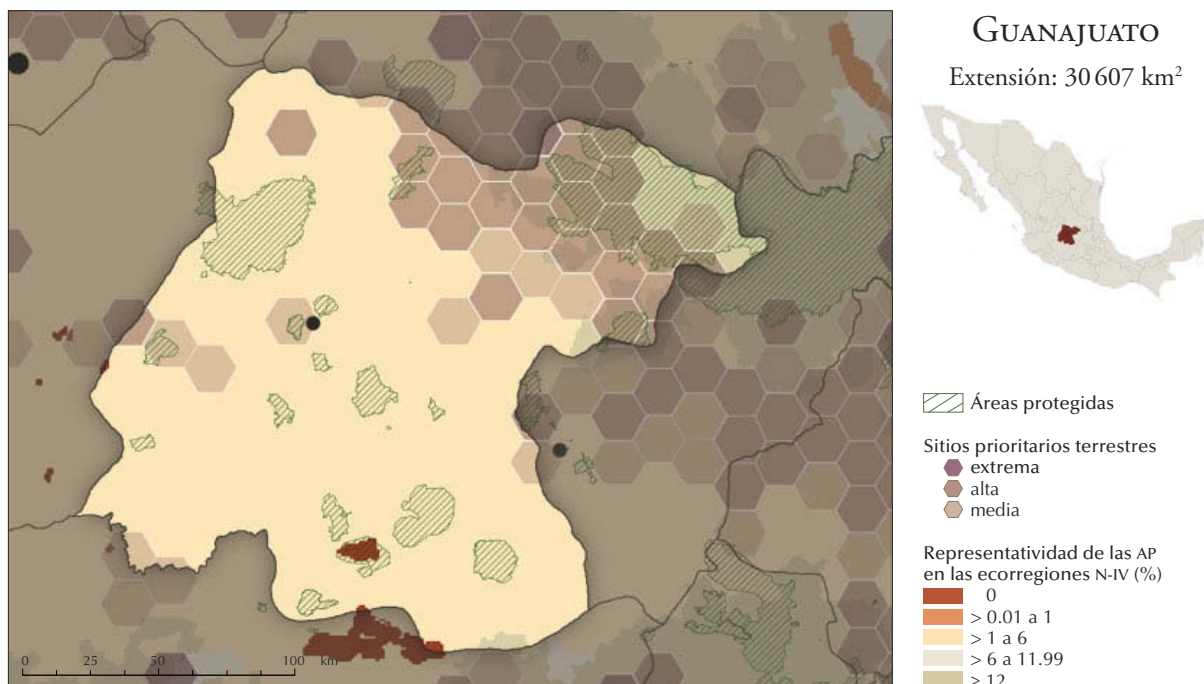 GUANAJUATO
Extensión: 30 607 km²
Áreas protegidas
Sitios prioritarios terrestres
extrema
alta
media
Representatividad de las AP
en las ecorregiones N-IV (%)
0
> 0.01 a 1
> 1 a 6
> 6 a 11.99
> 12
0 25 50 100 km